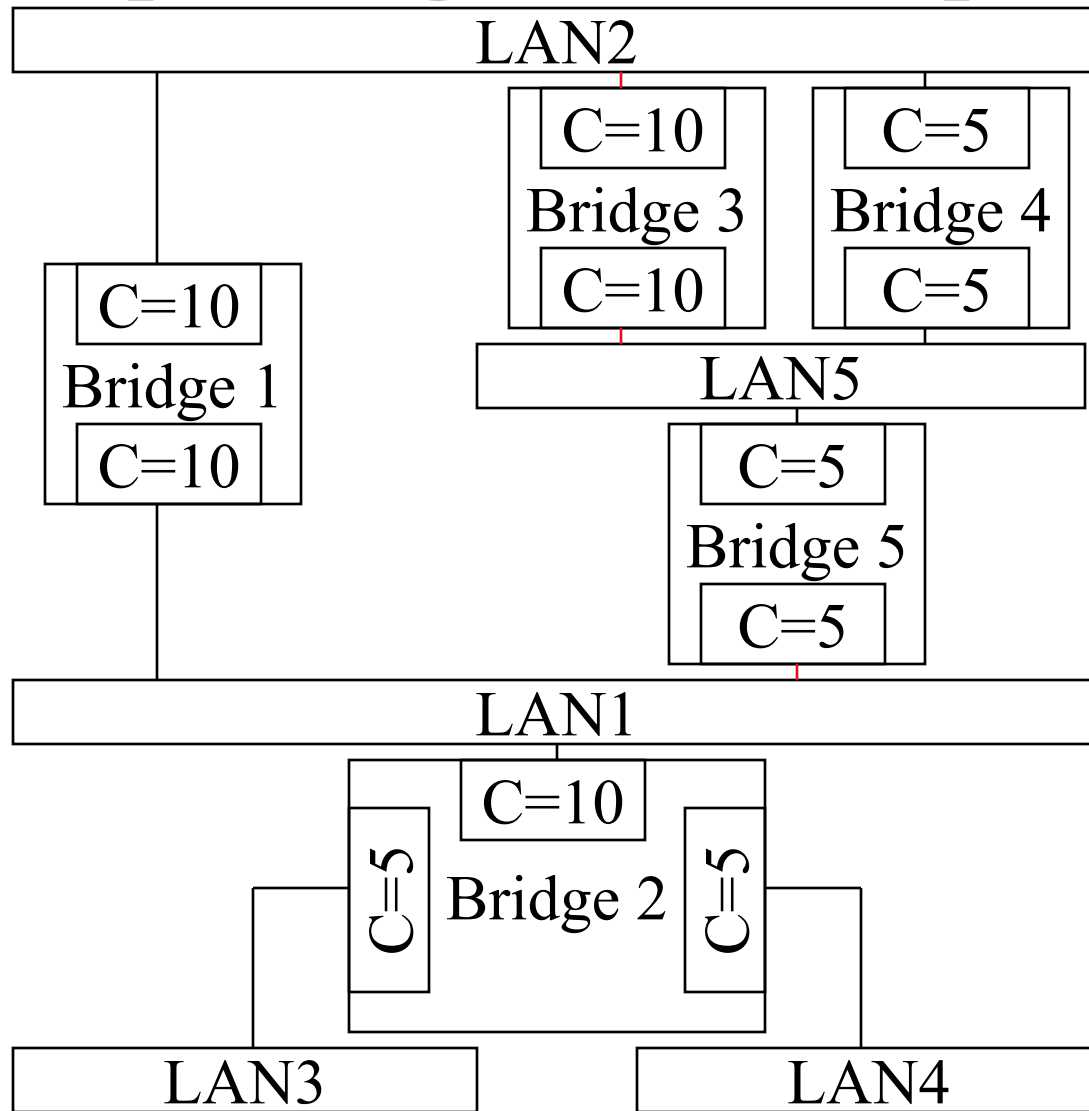 LAN2
C=10
C=5
Bridge 3
Bridge 4
C=10
C=10
C=5
Bridge 1
LAN5
C=10
C=5
Bridge 5
C=5
LAN1
C=10
C=5
Bridge 2
C=5
LAN3
LAN4